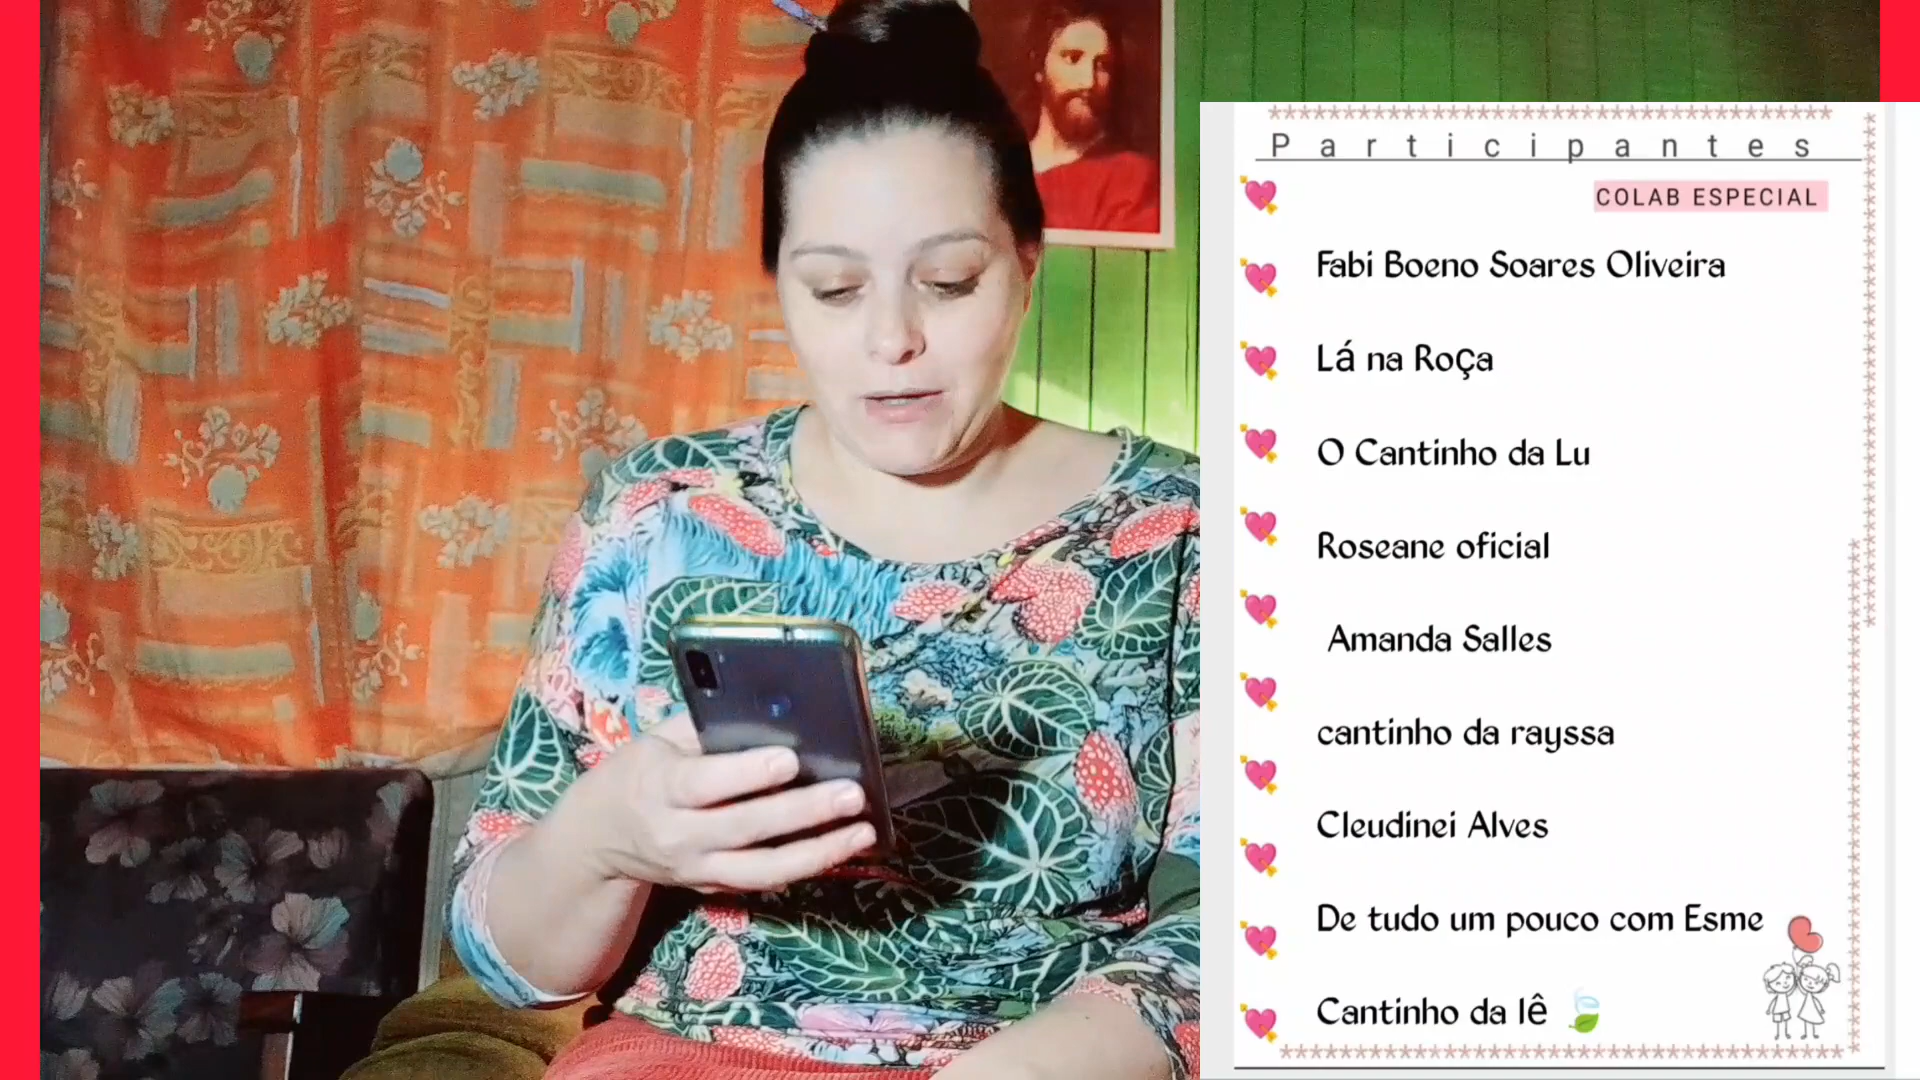 Participantes
COLAB ESPECIAL
Fabi Boeno Soares Oliveira
Lá na Roça
O Cantinho da Lu
Roseane oficial
Amanda Salles
cantinho da rayssa
Cleudinei Alves
De tudo um pouco com Esme
Cantinho da lê